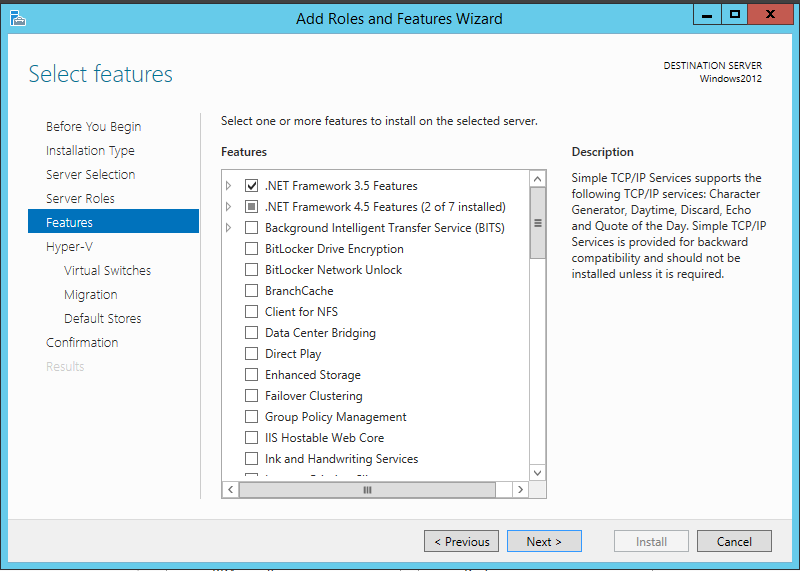 Add Roles and Features Wizard
Select features
DESTINATION SERVER
Windows2012
Before You Begin
Installation Type
Server Selection
Server Roles
Features
Hyper-V
Virtual Switches
Migration
Default Stores
Confirmation
Results
Select one or more features to install on the selected server.
Features
.NET Framework 3.5 Features
.NET Framework 4.5 Features (2 of 7 installed)
Background Intelligent Transfer Service (BITS)
BitLocker Drive Encryption
BitLocker Network Unlock
BranchCache
Client for NFS
Data Center Bridging
Direct Play
Enhanced Storage
Failover Clustering
Group Policy Management
IIS Hostable Web Core
Ink and Handwriting Services
Description
Simple TCP/IP Services supports the
following TCP/IP services: Character
Generator, Daytime, Discard, Echo
and Quote of the Day. Simple TCP/IP
Services is provided for backward
compatibility and should not be
installed unless it is required.
< Previous
Next >
Install
Cancel